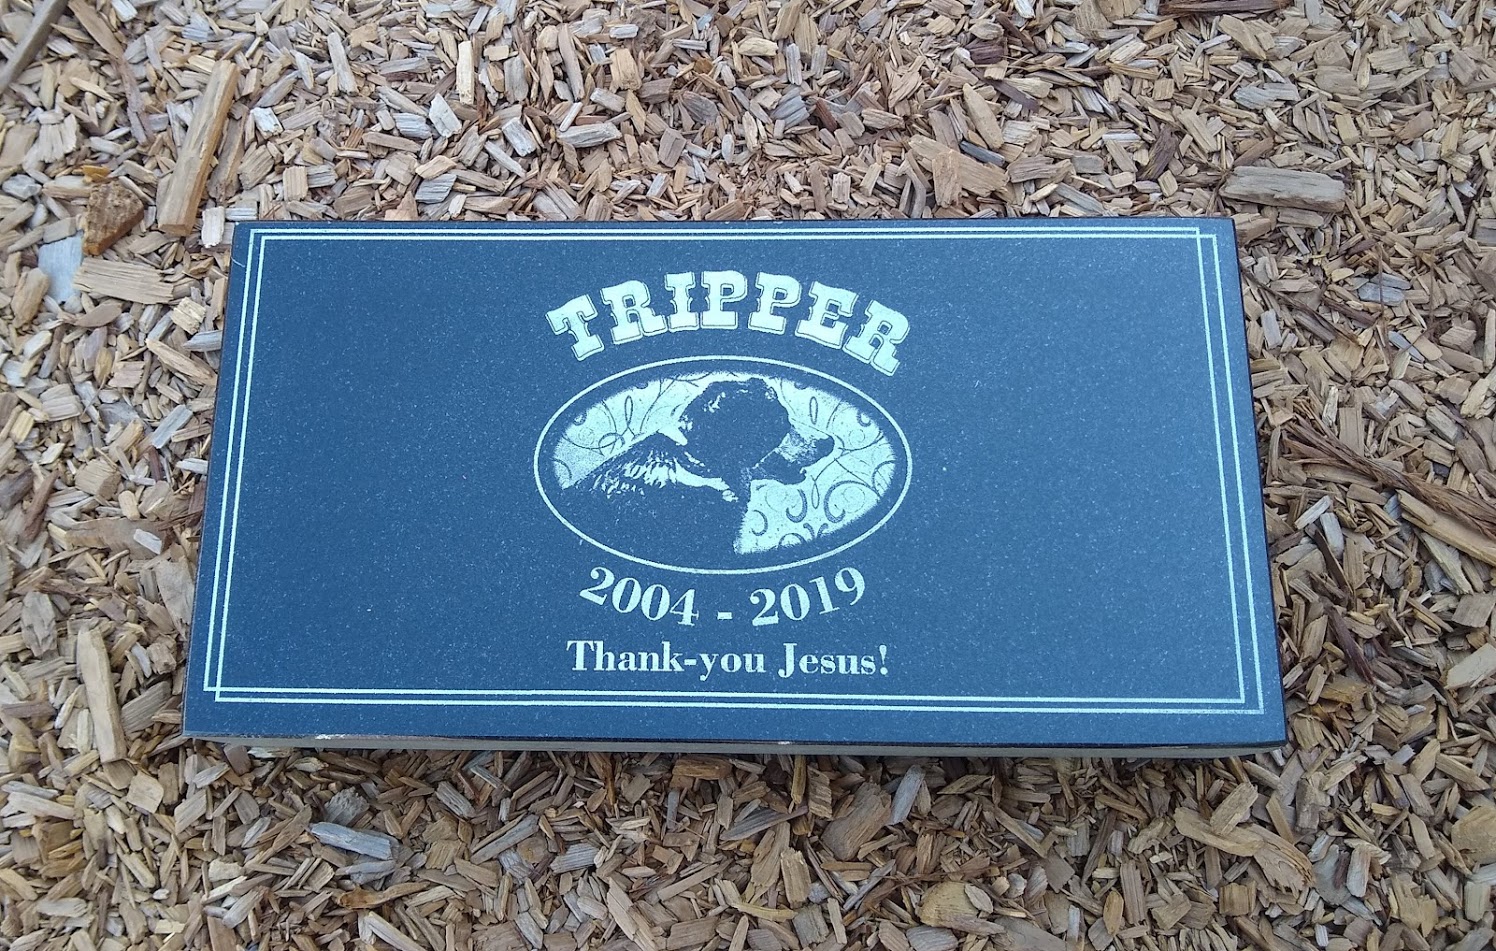 TRIPPER
2004 - 2019
Thank-you Jesus!